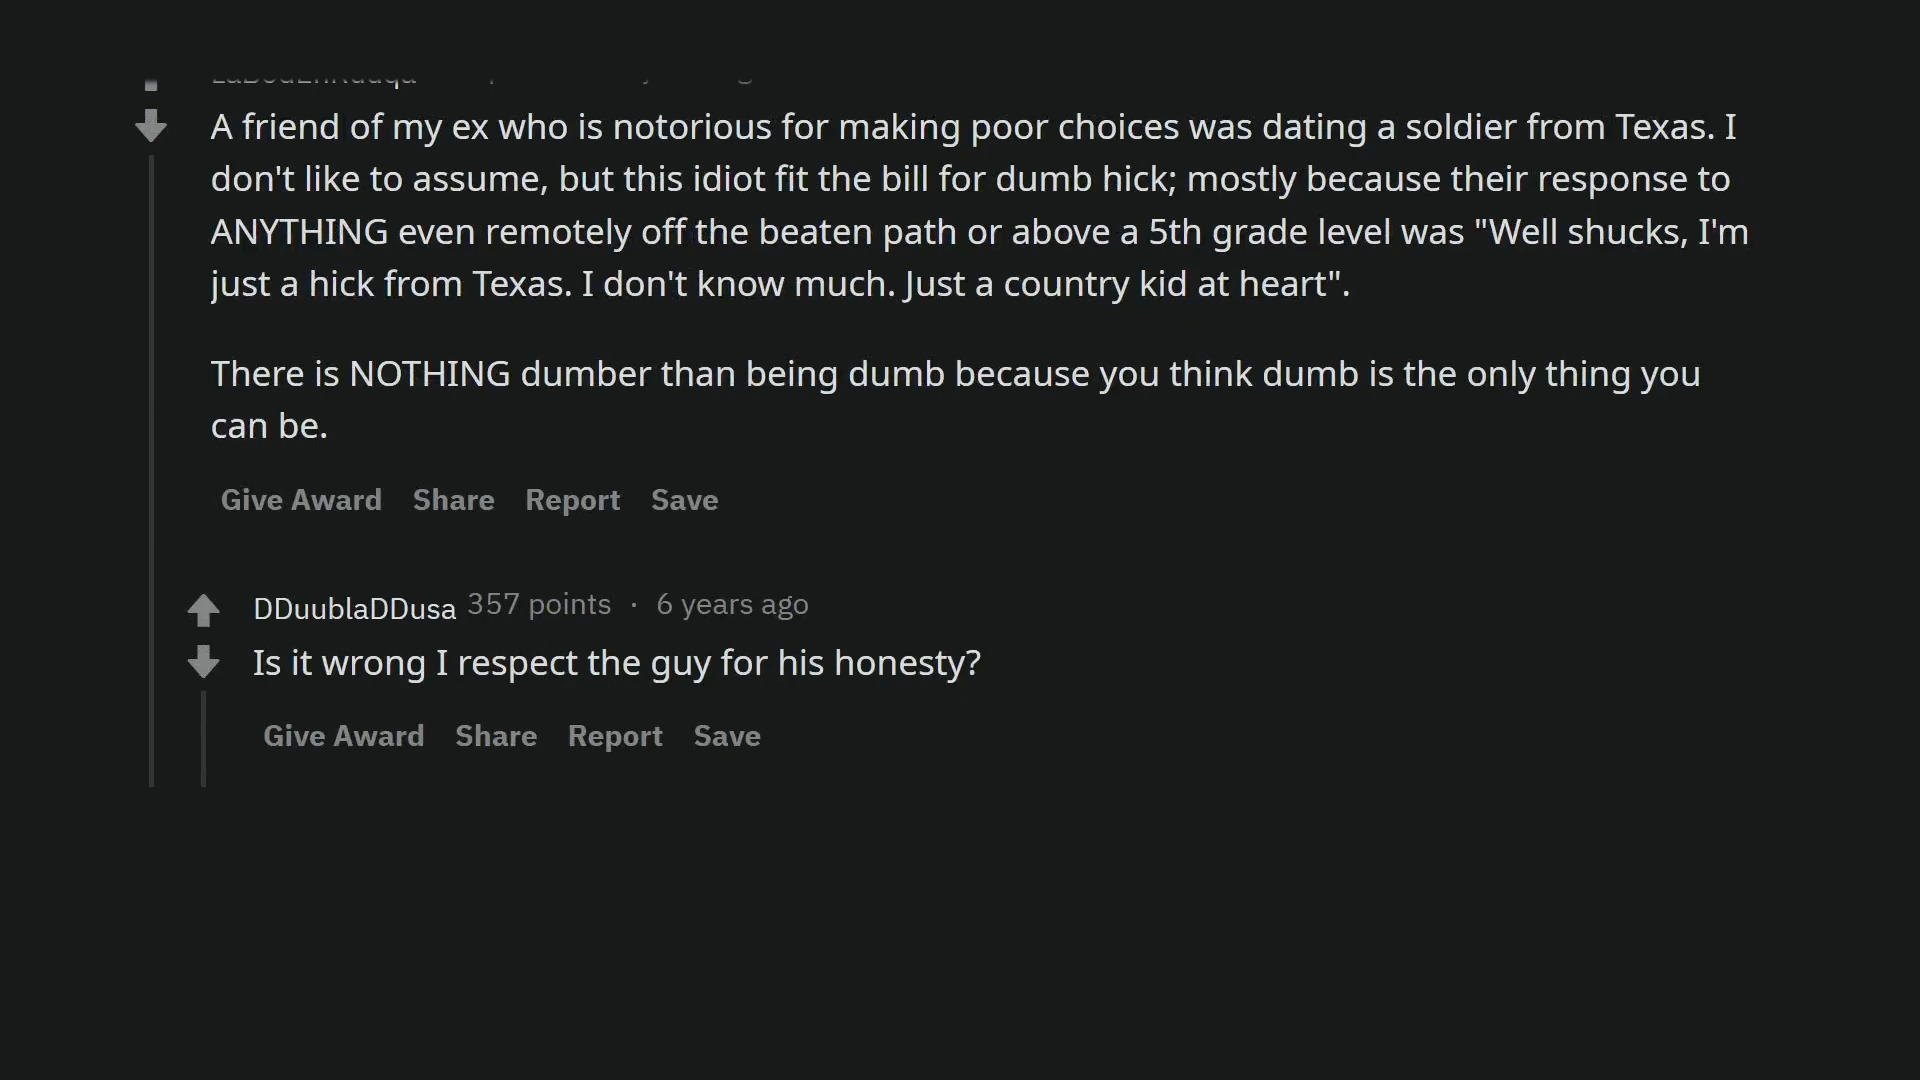 A friend of my ex who is notorious for making poor choices was dating a soldier from Texas. I
don't like to assume, but this idiot fit the bill for dumb hick; mostly because their response to
ANYTHING even remotely off the beaten path or above a 5th grade level was "Well shucks, I'm
just a hick from Texas. I don't know much. Just a country kid at heart".
There is NOTHING dumber than being dumb because you think dumb is the only thing you
can be.
Give Award Share Report Save
DDuublaDDusa 357 points · 6 years ago
Is it wrong I respect the guy for his honesty?
Give Award Share Report Save